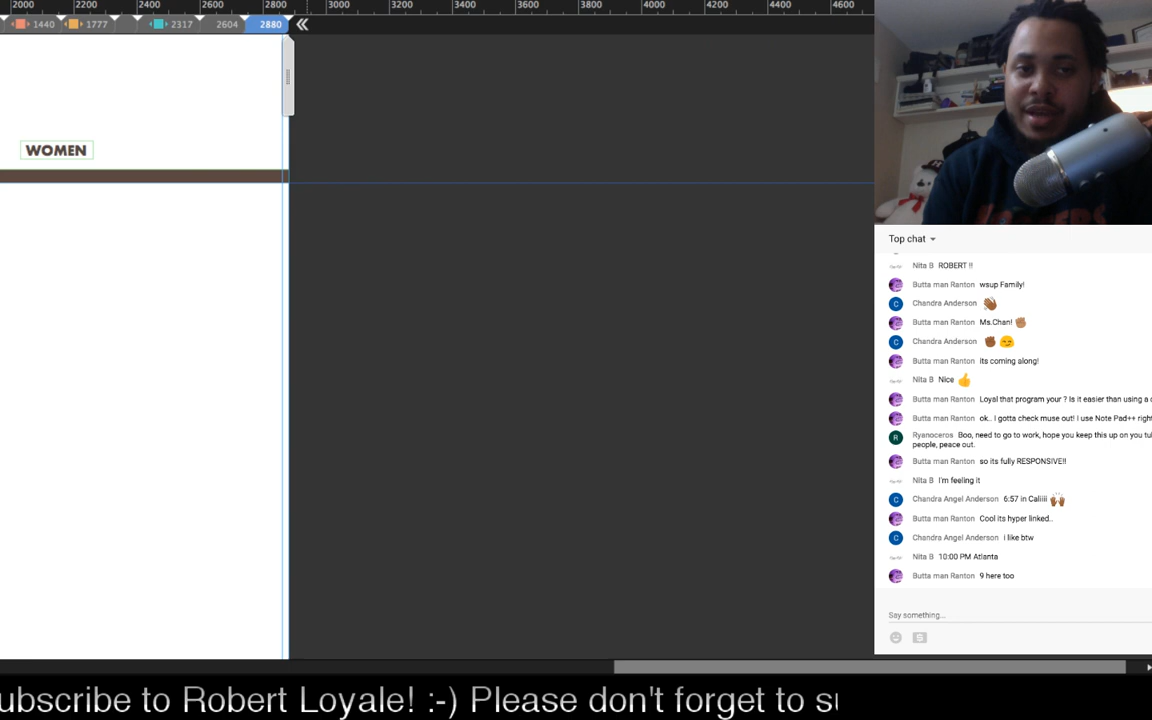 2000 2200 2400 2600 2800 3000 3200 3400 3600 3800 4000 4200 4400 4600
1440 1777 2317 2604 2880
WOMEN
Top chat
Nita B ROBERT !!
Butta man Ranton wsup Family!
Chandra Anderson
Butta man Ranton Ms.Chan!
Chandra Anderson
Butta man Ranton its coming along!
Nita B Nice
Butta man Ranton Loyal that program your ? Is it easier than using a
Butta man Ranton ok.. I gotta check muse out! I use Note Pad++ right
Ryanoceros Boo, need to go to work, hope you keep this up on you
people, peace out.
Butta man Ranton so its fully RESPONSIVE!!
Nita B I'm feeling it
Chandra Angel Anderson 6:57 in Caliiii
Butta man Ranton Cool its hyper linked..
Chandra Angel Anderson i like btw
Nita B 10:00 PM Atlanta
Butta man Ranton 9 here too
Say something...
ubscribe to Robert Loyale! :-) Please don't forget to su